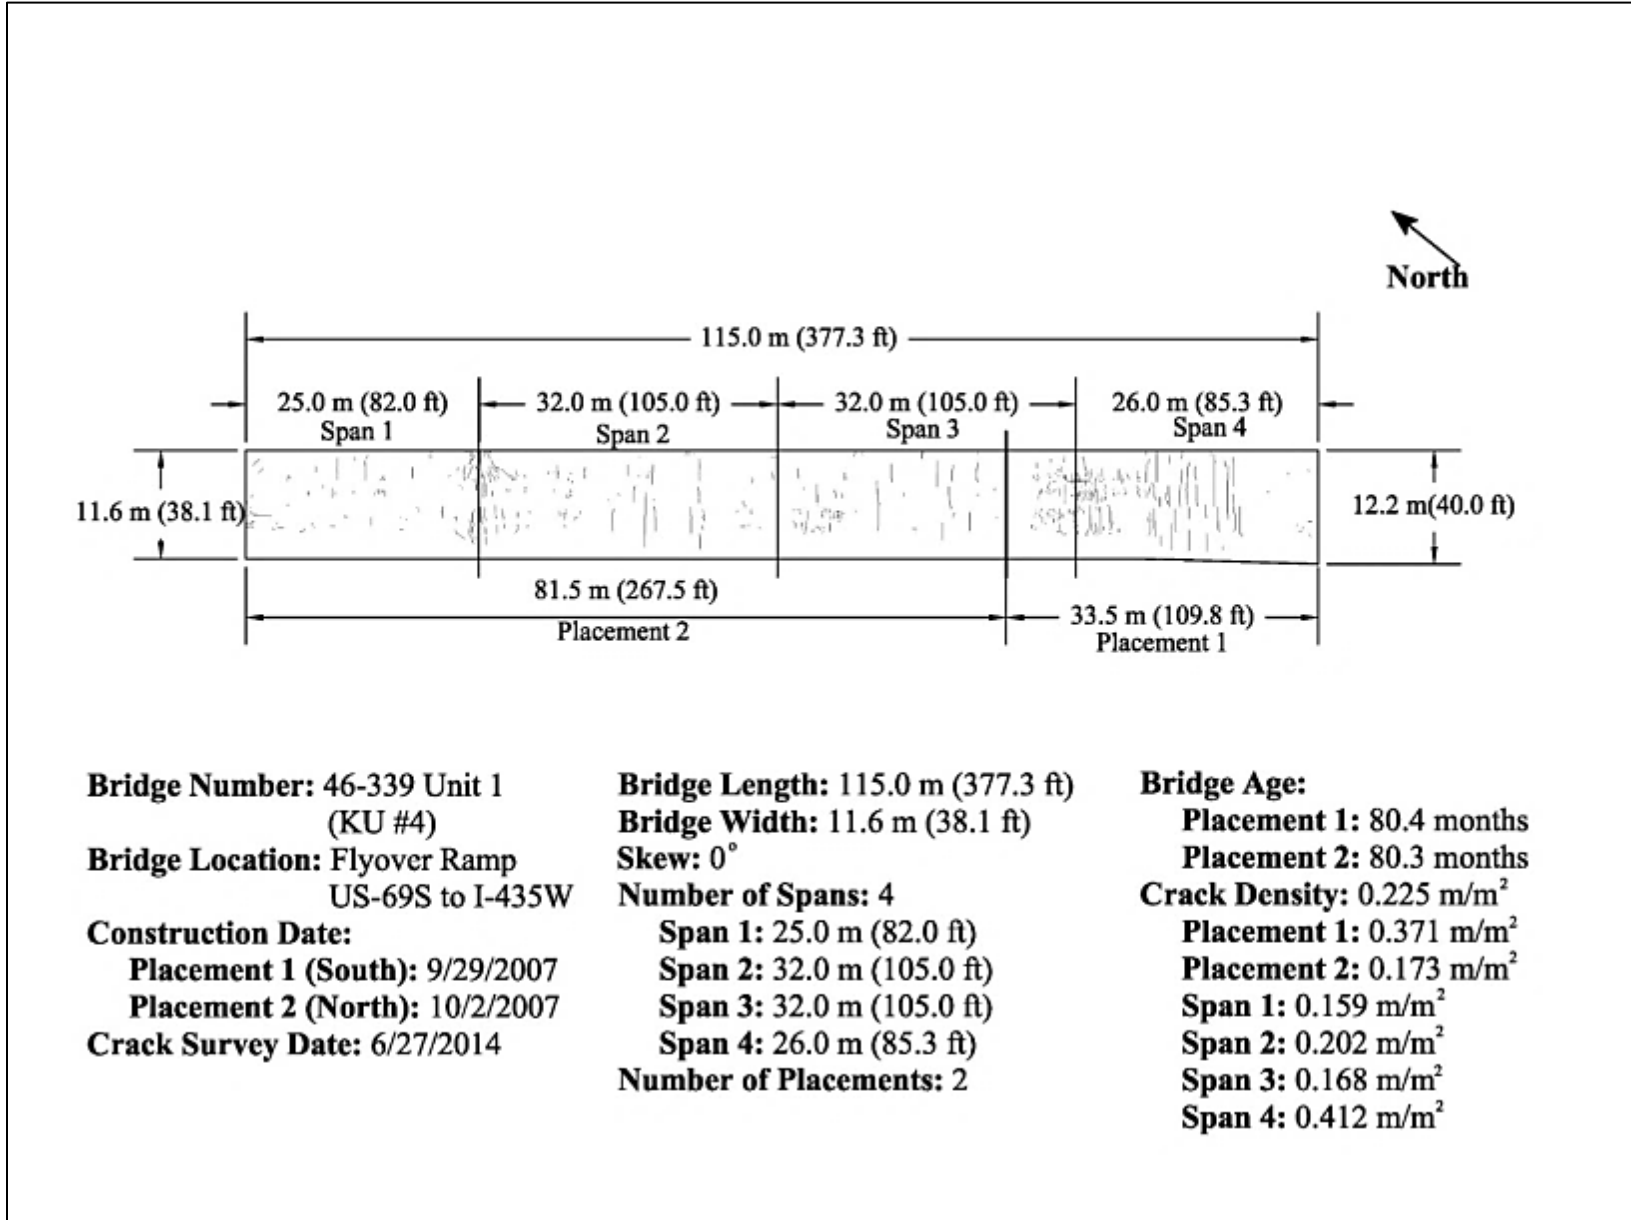 North
115.0 m (377.3 ft)
25.0 m (82.0 ft)
Span 1
32.0 m (105.0 ft)
Span 2
32.0 m (105.0 ft)
Span 3
26.0 m (85.3 ft)
Span 4
11.6 m (38.1 ft)
12.2 m(40.0 ft)
81.5 m (267.5 ft)
Placement 2
33.5 m (109.8 ft)
Placement 1
Bridge Number: 46-339 Unit 1
(KU #4)
Bridge Location: Flyover Ramp
US-69S to I-435W
Construction Date:
Placement 1 (South): 9/29/2007
Placement 2 (North): 10/2/2007
Crack Survey Date: 6/27/2014
Bridge Length: 115.0 m (377.3 ft)
Bridge Width: 11.6 m (38.1 ft)
Skew: 0°
Number of Spans: 4
Span 1: 25.0 m (82.0 ft)
Span 2: 32.0 m (105.0 ft)
Span 3: 32.0 m (105.0 ft)
Span 4: 26.0 m (85.3 ft)
Number of Placements: 2
Bridge Age:
Placement 1: 80.4 months
Placement 2: 80.3 months
Crack Density: 0.225 m/m²
Placement 1: 0.371 m/m²
Placement 2: 0.173 m/m²
Span 1: 0.159 m/m²
Span 2: 0.202 m/m²
Span 3: 0.168 m/m²
Span 4: 0.412 m/m²